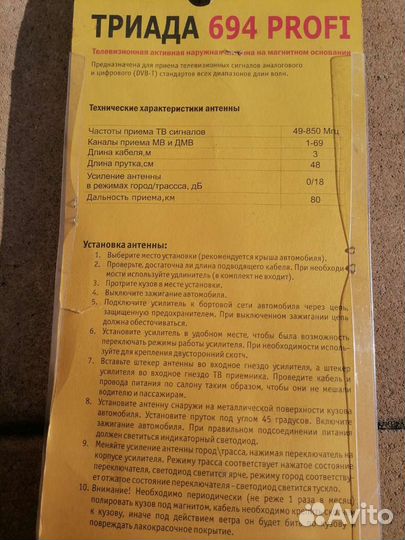 ТРИАДА 694 PROFI
Телевизионная активная наружная антенна на магнитном основании
Предназначена для приема телевизионных сигналов аналогового
и цифрового (DVB-T) стандартов всех диапазонов длин волн.
Технические характеристики антенны
Частоты приема ТВ сигналов 49-850 Мгц
Каналы приема МВ и ДМВ 1-69
Длина кабеля,м 3
Длина прутка,см 48
Усиление антенны
в режимах город/трассса, дБ 0/18
Дальность приема,км 80
Установка антенны:
1. Выберите место установки (рекомендуется крыша автомобиля).
2. Проверьте, достаточна ли длина подводящего кабеля. При необходи
мости используйте удлинитель (в комплект не входит).
3. Протрите кузов в месте установки.
4. Выключите зажигание автомобиля.
5. Подключите усилитель к бортовой сети автомобиля через цепь,
защищенную предохранителем. При выключенном зажигании цепь
должна обесточиваться.
6. Установите усилитель в удобном месте, чтобы была возможность
переключать режимы работы усилителя. При необходимости исполь-
зуйте для крепления двусторонний скотч.
7. Вставьте штекер антенны во входное гнездо усилителя, а штекер
усилителя во входное гнездо ТВ приемника. Проведите кабель и
провода питания по салону таким образом, чтобы они не мешали
водителю и пассажирам.
8. Установите антенну снаружи на металлической поверхности кузова
автомобиля. Установите пруток под углом 45 градусов. Включите
зажигание автомобиля. При правильном подсоединении питания
должен светиться индикаторный светодиод.
9. Меняйте усиление город\трасса, нажимая переключатель на
корпусе усилителя. Режиму трасса соответствует нажатое состояние
переключателя, светодиод светится ярче, режиму город соответству-
ет отжатое состояние переключателя - светодиод светится тускло.
10. Внимание! Необходимо периодически (не реже 1 раза в месяц)
полировать кузов под магнитом, кабель необходимо крепить
к кузову, иначе под действием ветра он будет бить по кузову и
повреждать лакокрасочное покрытие.
Avito